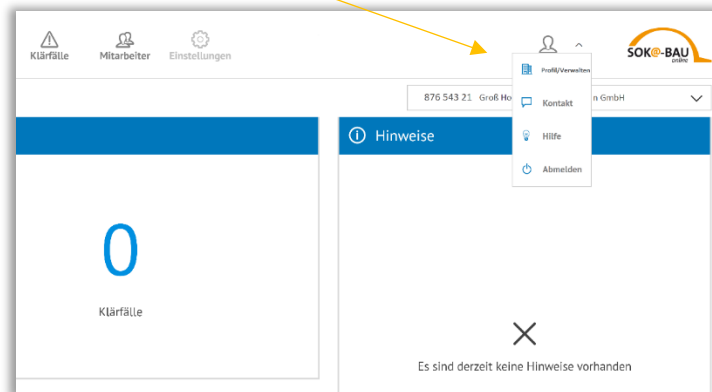 Klärfälle Mitarbeiter Einstellungen
SOK@-BAU
online
Profil/Verwalten
Kontakt
Hilfe
Abmelden
876 543 21 Groß Ho n GmbH
Hinweise
0
Klärfälle
Es sind derzeit keine Hinweise vorhanden